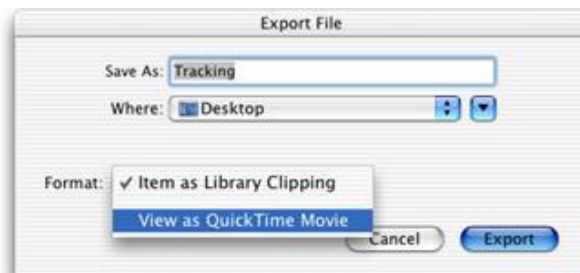 Export File
Save As: Tracking
Where: Desktop
Format: ✓ Item as Library Clipping
View as QuickTime Movie
Cancel Export